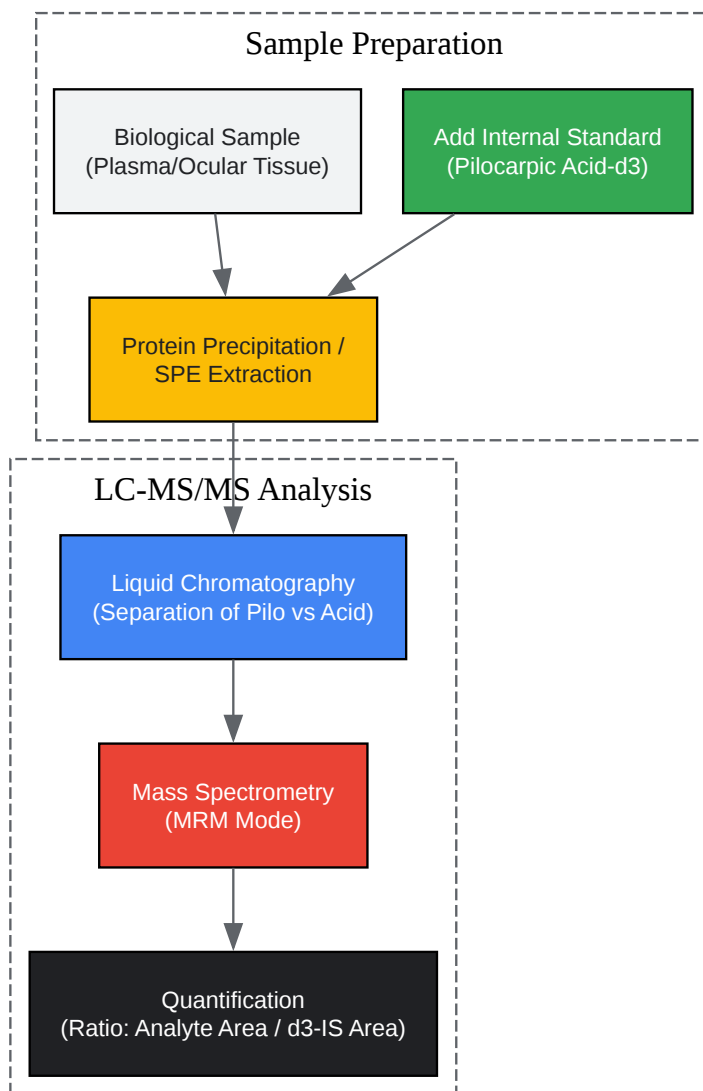 Sample Preparation
Biological Sample
(Plasma/Ocular Tissue)
Add Internal Standard
(Pilocarpic Acid-d3)
Protein Precipitation /
SPE Extraction
LC-MS/MS Analysis
Liquid Chromatography
(Separation of Pilo vs Acid)
Mass Spectrometry
(MRM Mode)
Quantification
(Ratio: Analyte Area / d3-IS Area)